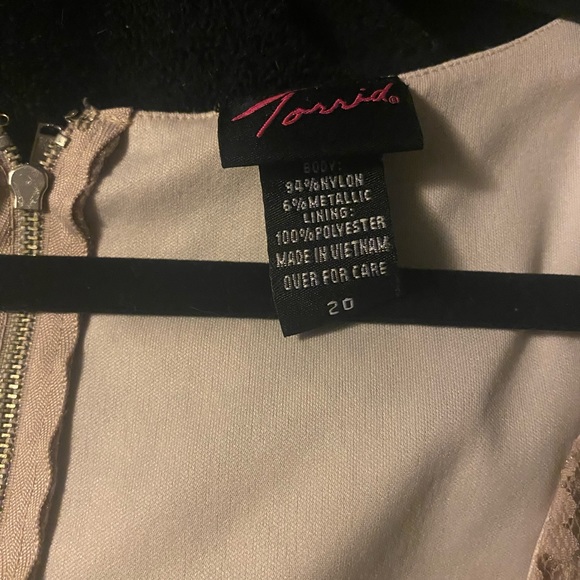 Torrid®
BODY:
94%NYLON
6%METALLIC
LINING:
100%POLYESTER
MADE IN VIETNAM
OVER FOR CARE
20